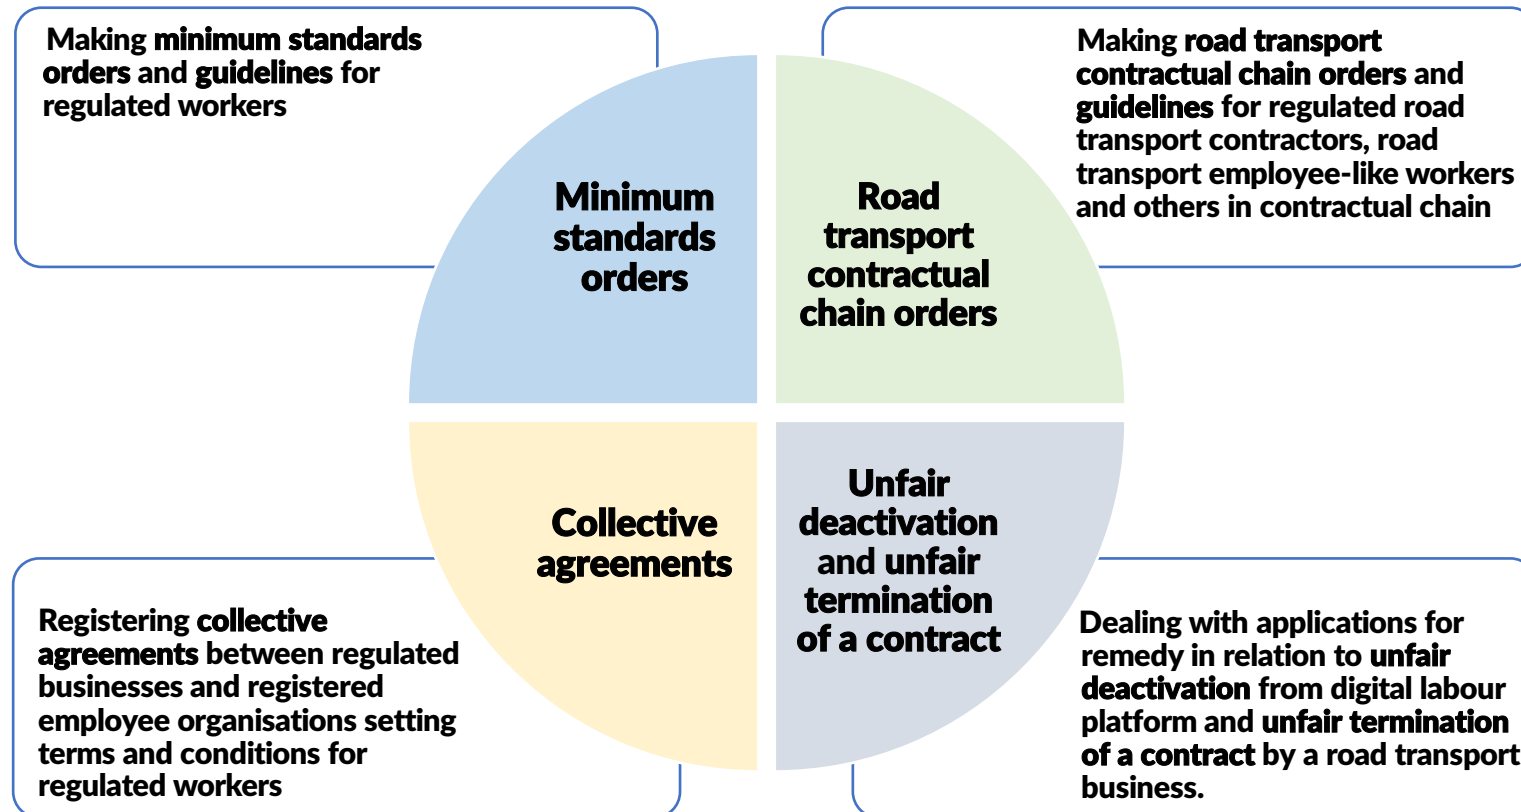 Making minimum standards
orders and guidelines for
regulated workers
Making road transport
contractual chain orders and
guidelines for regulated road
transport contractors, road
transport employee-like workers
and others in contractual chain
Minimum
standards
orders
Road
transport
contractual
chain orders
Collective
agreements
Unfair
deactivation
and unfair
termination
of a contract
Registering collective
agreements between regulated
businesses and registered
employee organisations setting
terms and conditions for
regulated workers
Dealing with applications for
remedy in relation to unfair
deactivation from digital labour
platform and unfair termination
of a contract by a road transport
business.